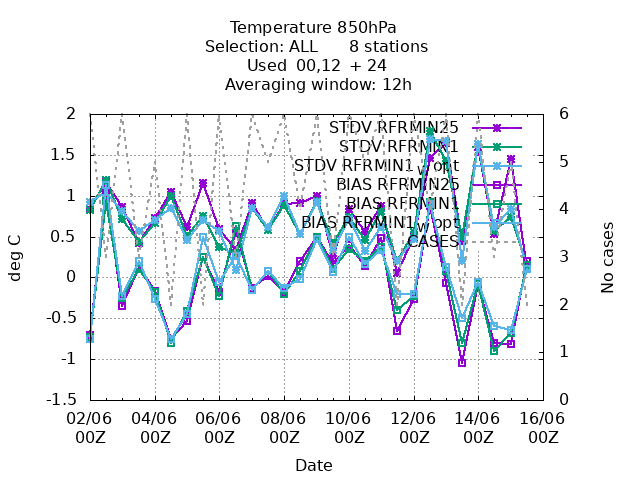 Temperature 850hPa
Selection: ALL 8 stations
Used 00,12 + 24
Averaging window: 12h
STDV RFRMIN25
STDV RFRMIN1
STDV RFRMIN1_w_opt
BIAS RFRMIN25
BIAS RFRMIN1
BIAS RFRMIN1_w_opt
CASES
2
1.5
1
0.5
0
-0.5
-1
-1.5
6
5
4
3
2
1
0
deg C
No cases
02/06 04/06 06/06 08/06 10/06 12/06 14/06 16/06
00Z 00Z 00Z 00Z 00Z 00Z 00Z 00Z
Date